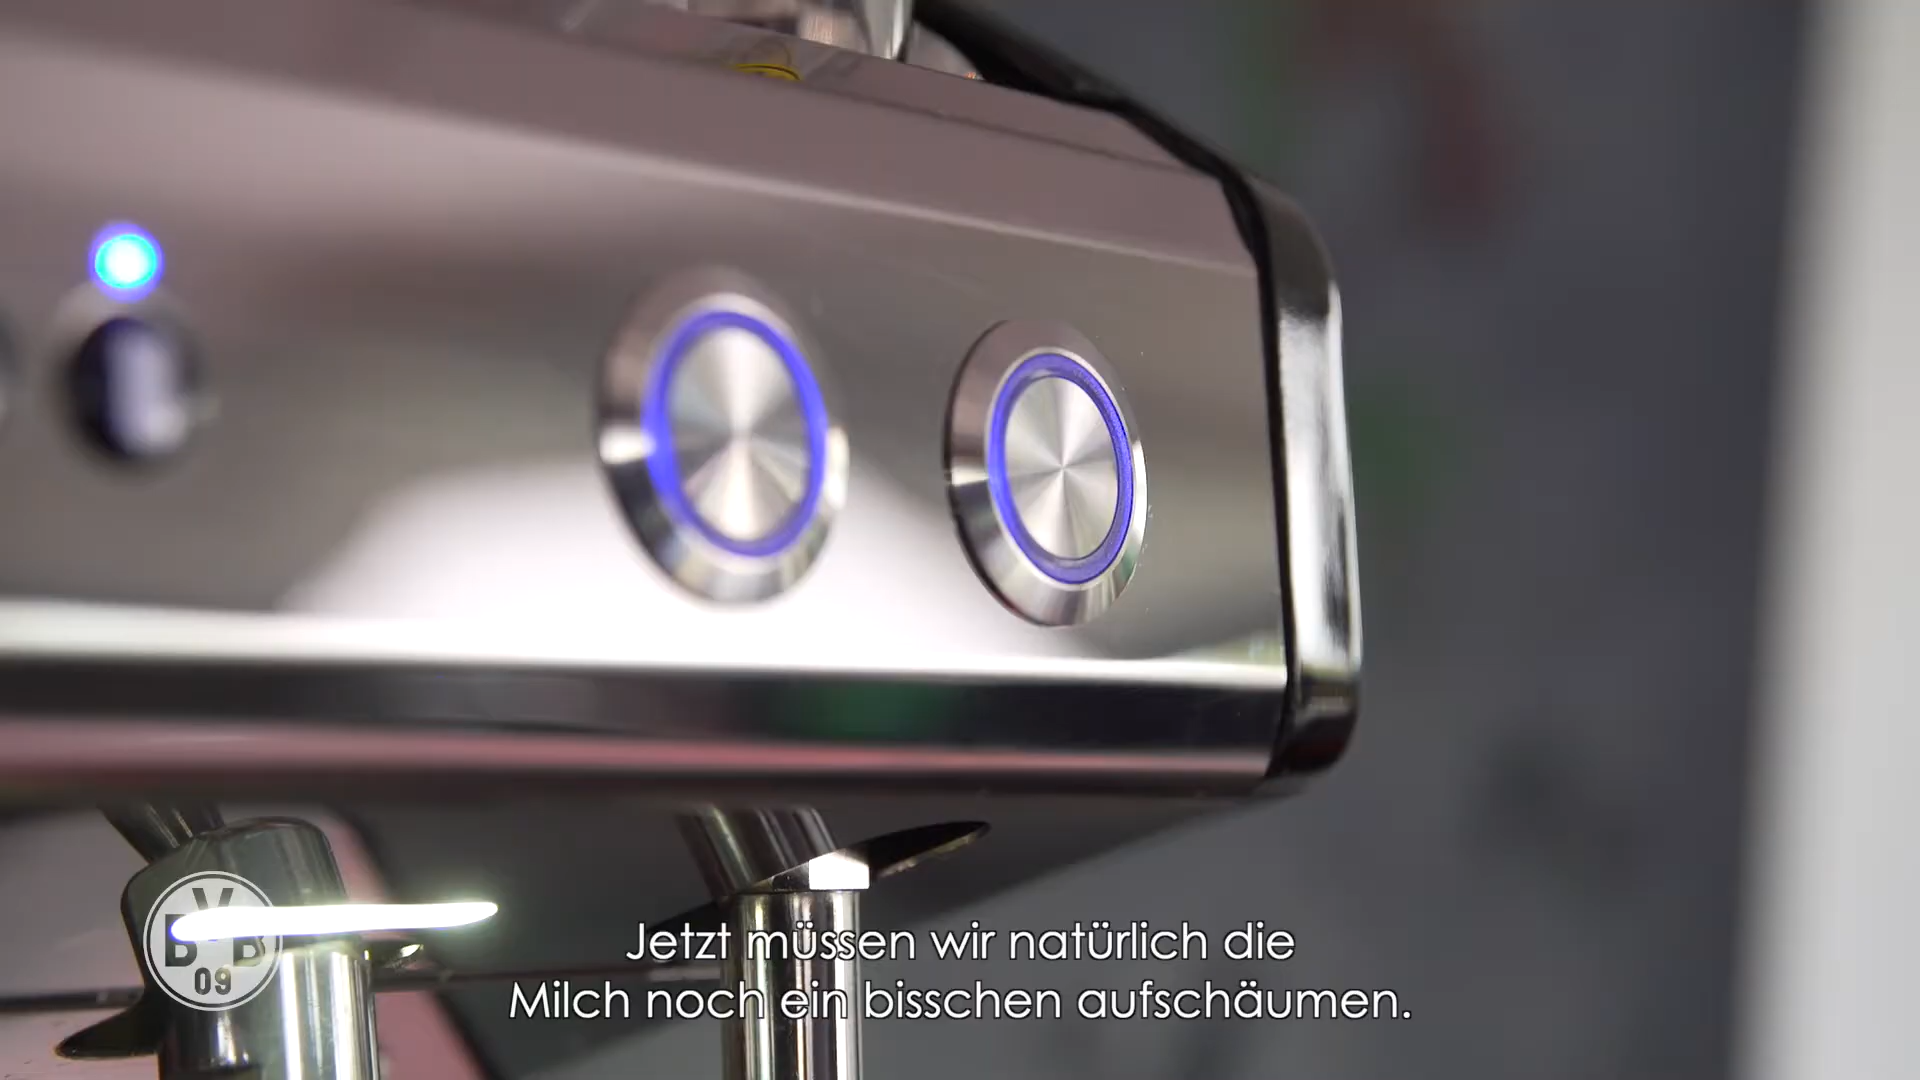 BVB
09
Jetzt müssen wir natürlich die
Milch noch ein bisschen aufschäumen.